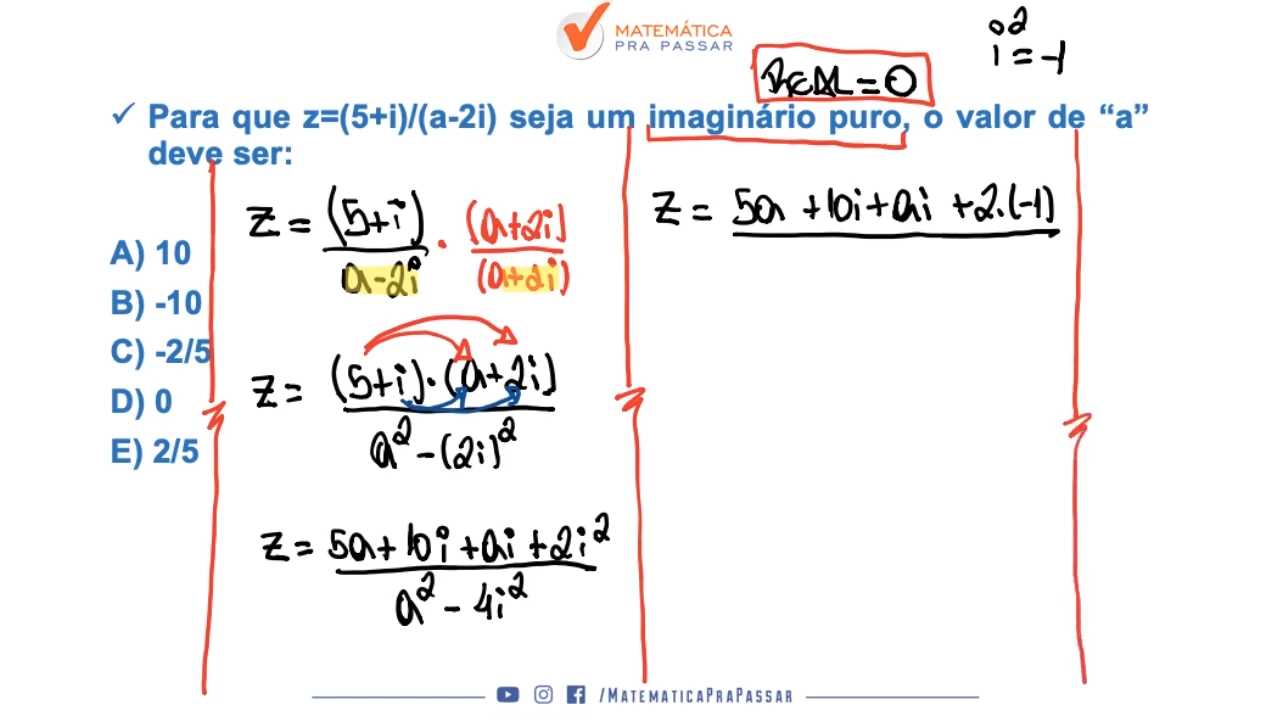 MATEMÁTICA
PRA PASSAR
REAL = 0
i² = -1
✓ Para que z=(5+i)/(a-2i) seja um imaginário puro, o valor de “a”
deve ser:
A) 10
B) -10
C) -2/5
D) 0
E) 2/5
z = (5+i)/(a-2i) · (a+2i)/(a+2i)
z = (5+i)·(a+2i)/a²-(2i)²
z = 5a+10i+ai+2i²/a²-4i²
z = 5a+10i+ai+2.(-1)
/MATEMATICAPRAPASSAR